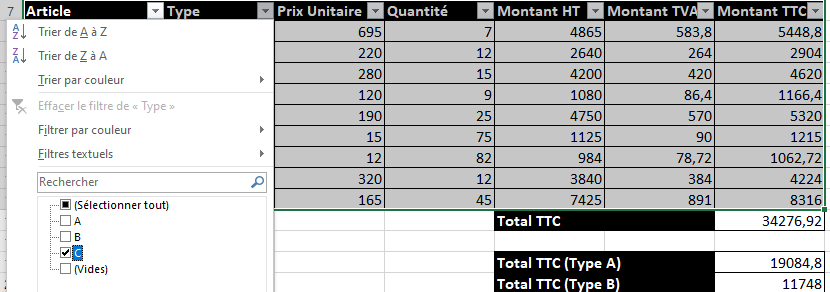 7 Article Type Prix Unitaire Quantité Montant HT Montant TVA Montant TTC
Trier de A à Z 695 7 4865 583,8 5448,8
Trier de Z à A 220 12 2640 264 2904
Trier par couleur 280 15 4200 420 4620
Effacer le filtre de « Type » 120 9 1080 86,4 1166,4
Filtrer par couleur 190 25 4750 570 5320
Filtres textuels 15 75 1125 90 1215
Rechercher 12 82 984 78,72 1062,72
(Sélectionner tout) 320 12 3840 384 4224
165 45 7425 891 8316
A Total TTC 34276,92
B
C
(Vides) Total TTC (Type A) 19084,8
Total TTC (Type B) 11748